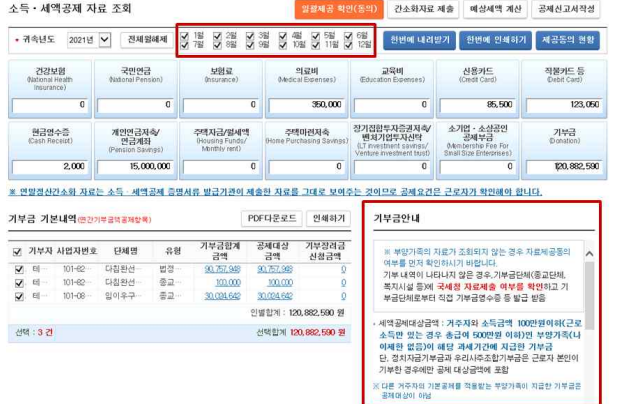 소득·세액공제 자료 조회
일괄제공 확인(동의) 간소화자료 제출 예상세액 계산 공제신고서작성
• 귀속년도 2021년 전체월해제
1월 2월 3월 4월 5월 6월
7월 8월 9월 10월 11월 12월
한번에 내려받기 한번에 인쇄하기 제공동의 현황
건강보험
(National Health
Insurance)
0
국민연금
(National Pension)
0
보험료
(Insurance)
0
의료비
(Medical Expenses)
350,000
교육비
(Education Expenses)
0
신용카드
(Credit Card)
85,500
직불카드 등
(Debit Card)
123,050
현금영수증
(Cash Receipt)
2,000
개인연금저축/
연금계좌
(Pension Savings)
15,000,000
주택자금/월세액
(Housing Funds/
Monthly rent)
0
주택마련저축
(Home Purchasing Savings)
0
장기집합투자증권저축/
벤처기업투자신탁
(LT investment savings/
Venture investment trust)
0
소기업·소상공인
공제부금
(Membership Fee For
Small Size Enterprises)
0
기부금
(Donation)
120,882,590
※ 연말정산간소화 자료는 소득·세액공제 증명서류 발급기관이 제출한 자료를 그대로 보여주는 것이므로 공제요건은 근로자가 확인해야 합니다.
기부금 기본내역(연간기부금액공제항목)
PDF다운로드 인쇄하기
기부자 사업자번호 단체명 유형 기부금합계 금액 공제대상 금액 기부장려금 신청금액
테··· 101-82··· 다집완선··· 법정··· 90,757,948 90,757,948 0
테··· 101-82··· 다집완선··· 종교··· 100,000 100,000 0
테··· 101-08··· 임이우구··· 종교··· 30,024,642 30,024,642 0
인별합계 : 120,882,590 원
선택 : 3 건 선택합계 120,882,590 원
기부금안내
※ 부양가족의 자료가 조회되지 않는 경우 자료제공동의
여부를 먼저 확인하시기 바랍니다.
기부 내역이 나타나지 않은 경우,기부금단체(종교단체,
복지시설 등)에 국세청 자료제출 여부를 확인하고 기
부금단체로부터 직접 기부금영수증 등 발급 받음
• 세액공제대상금액 : 거주자와 소득금액 100만원이하(근로
소득만 있는 경우 총급여 500만원 이하)인 부양가족(나
이제한 없음)이 해당 과세기간에 지급한 기부금
단, 정치자금기부금과 우리사주조합기부금은 근로자 본인이
기부한 경우에만 공제 대상금액에 포함
※ 다른 거주자의 기본공제를 적용받는 부양가족이 지급한 기부금은
공제대상이 아님